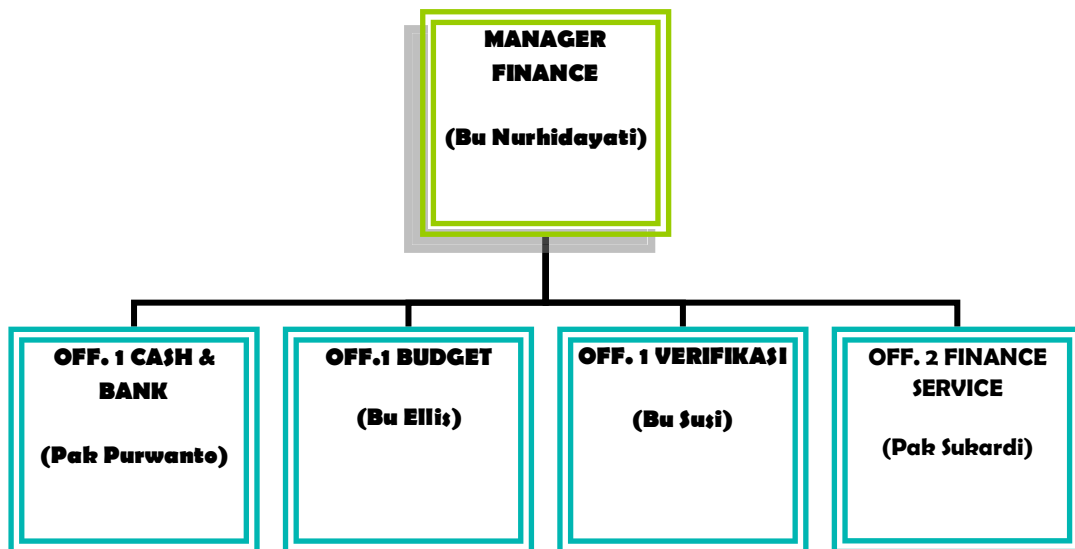 MANAGER
FINANCE
(Bu Nurhidayati)
OFF. 1 CASH &
BANK
(Pak Purwanto)
OFF.1 BUDGET
(Bu Ellis)
OFF. 1 VERIFIKASI
(Bu Susi)
OFF. 2 FINANCE
SERVICE
(Pak Sukardi)